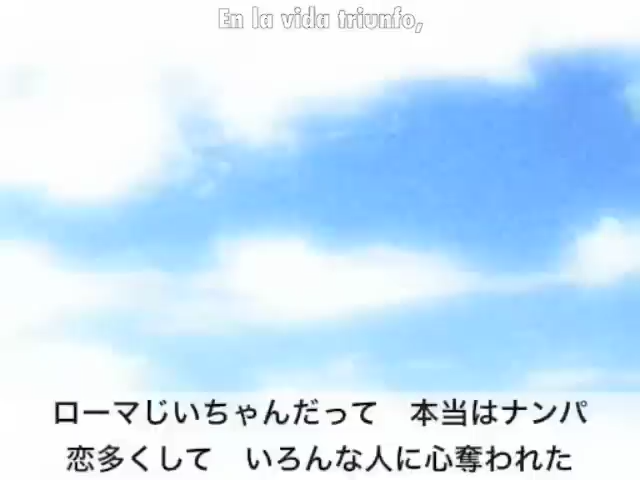 En la vida triunfo,
ローマじいちゃんだって　本当はナンパ
恋多くして　いろんな人に心奪われた